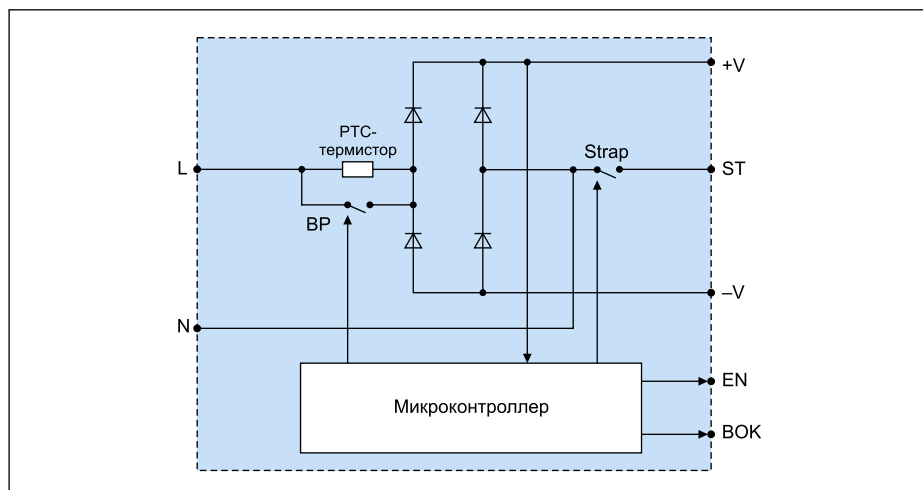 +V
PTC-
термистор
Strap
L
ST
BP
–V
N
EN
Микроконтроллер
BOK